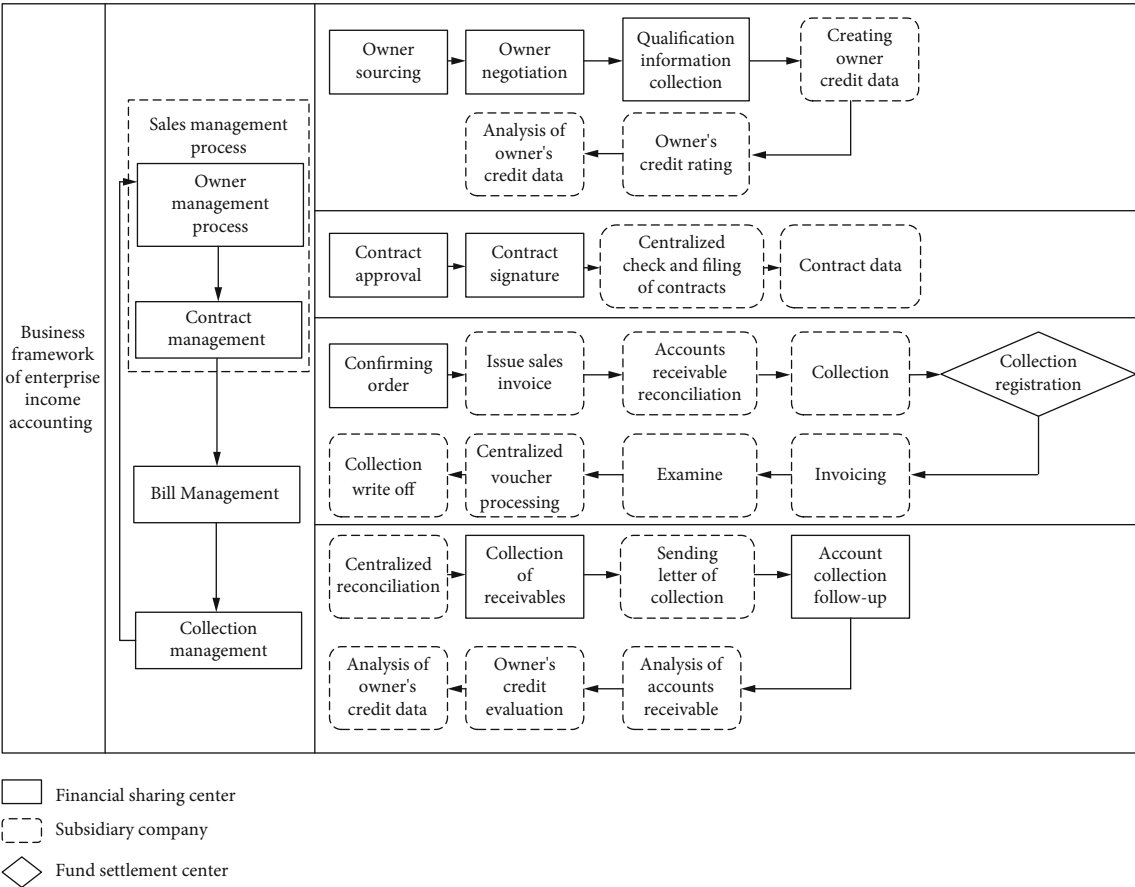 Business
framework
of enterprise
income
accounting
Sales management
process
Owner
management
process
Contract
management
Bill Management
Collection
management
Owner
sourcing
Owner
negotiation
Qualification
information
collection
Creating
owner
credit data
Analysis of
owner's
credit data
Owner's
credit rating
Contract
approval
Contract
signature
Centralized
check and filing
of contracts
Contract data
Confirming
order
Issue sales
invoice
Accounts
receivable
reconciliation
Collection
Collection
registration
Collection
write off
Centralized
voucher
processing
Examine
Invoicing
Centralized
reconciliation
Collection
of
receivables
Sending
letter of
collection
Account
collection
follow-up
Analysis of
owner's
credit data
Owner's
credit
evaluation
Analysis of
accounts
receivable
Financial sharing center
Subsidiary company
Fund settlement center